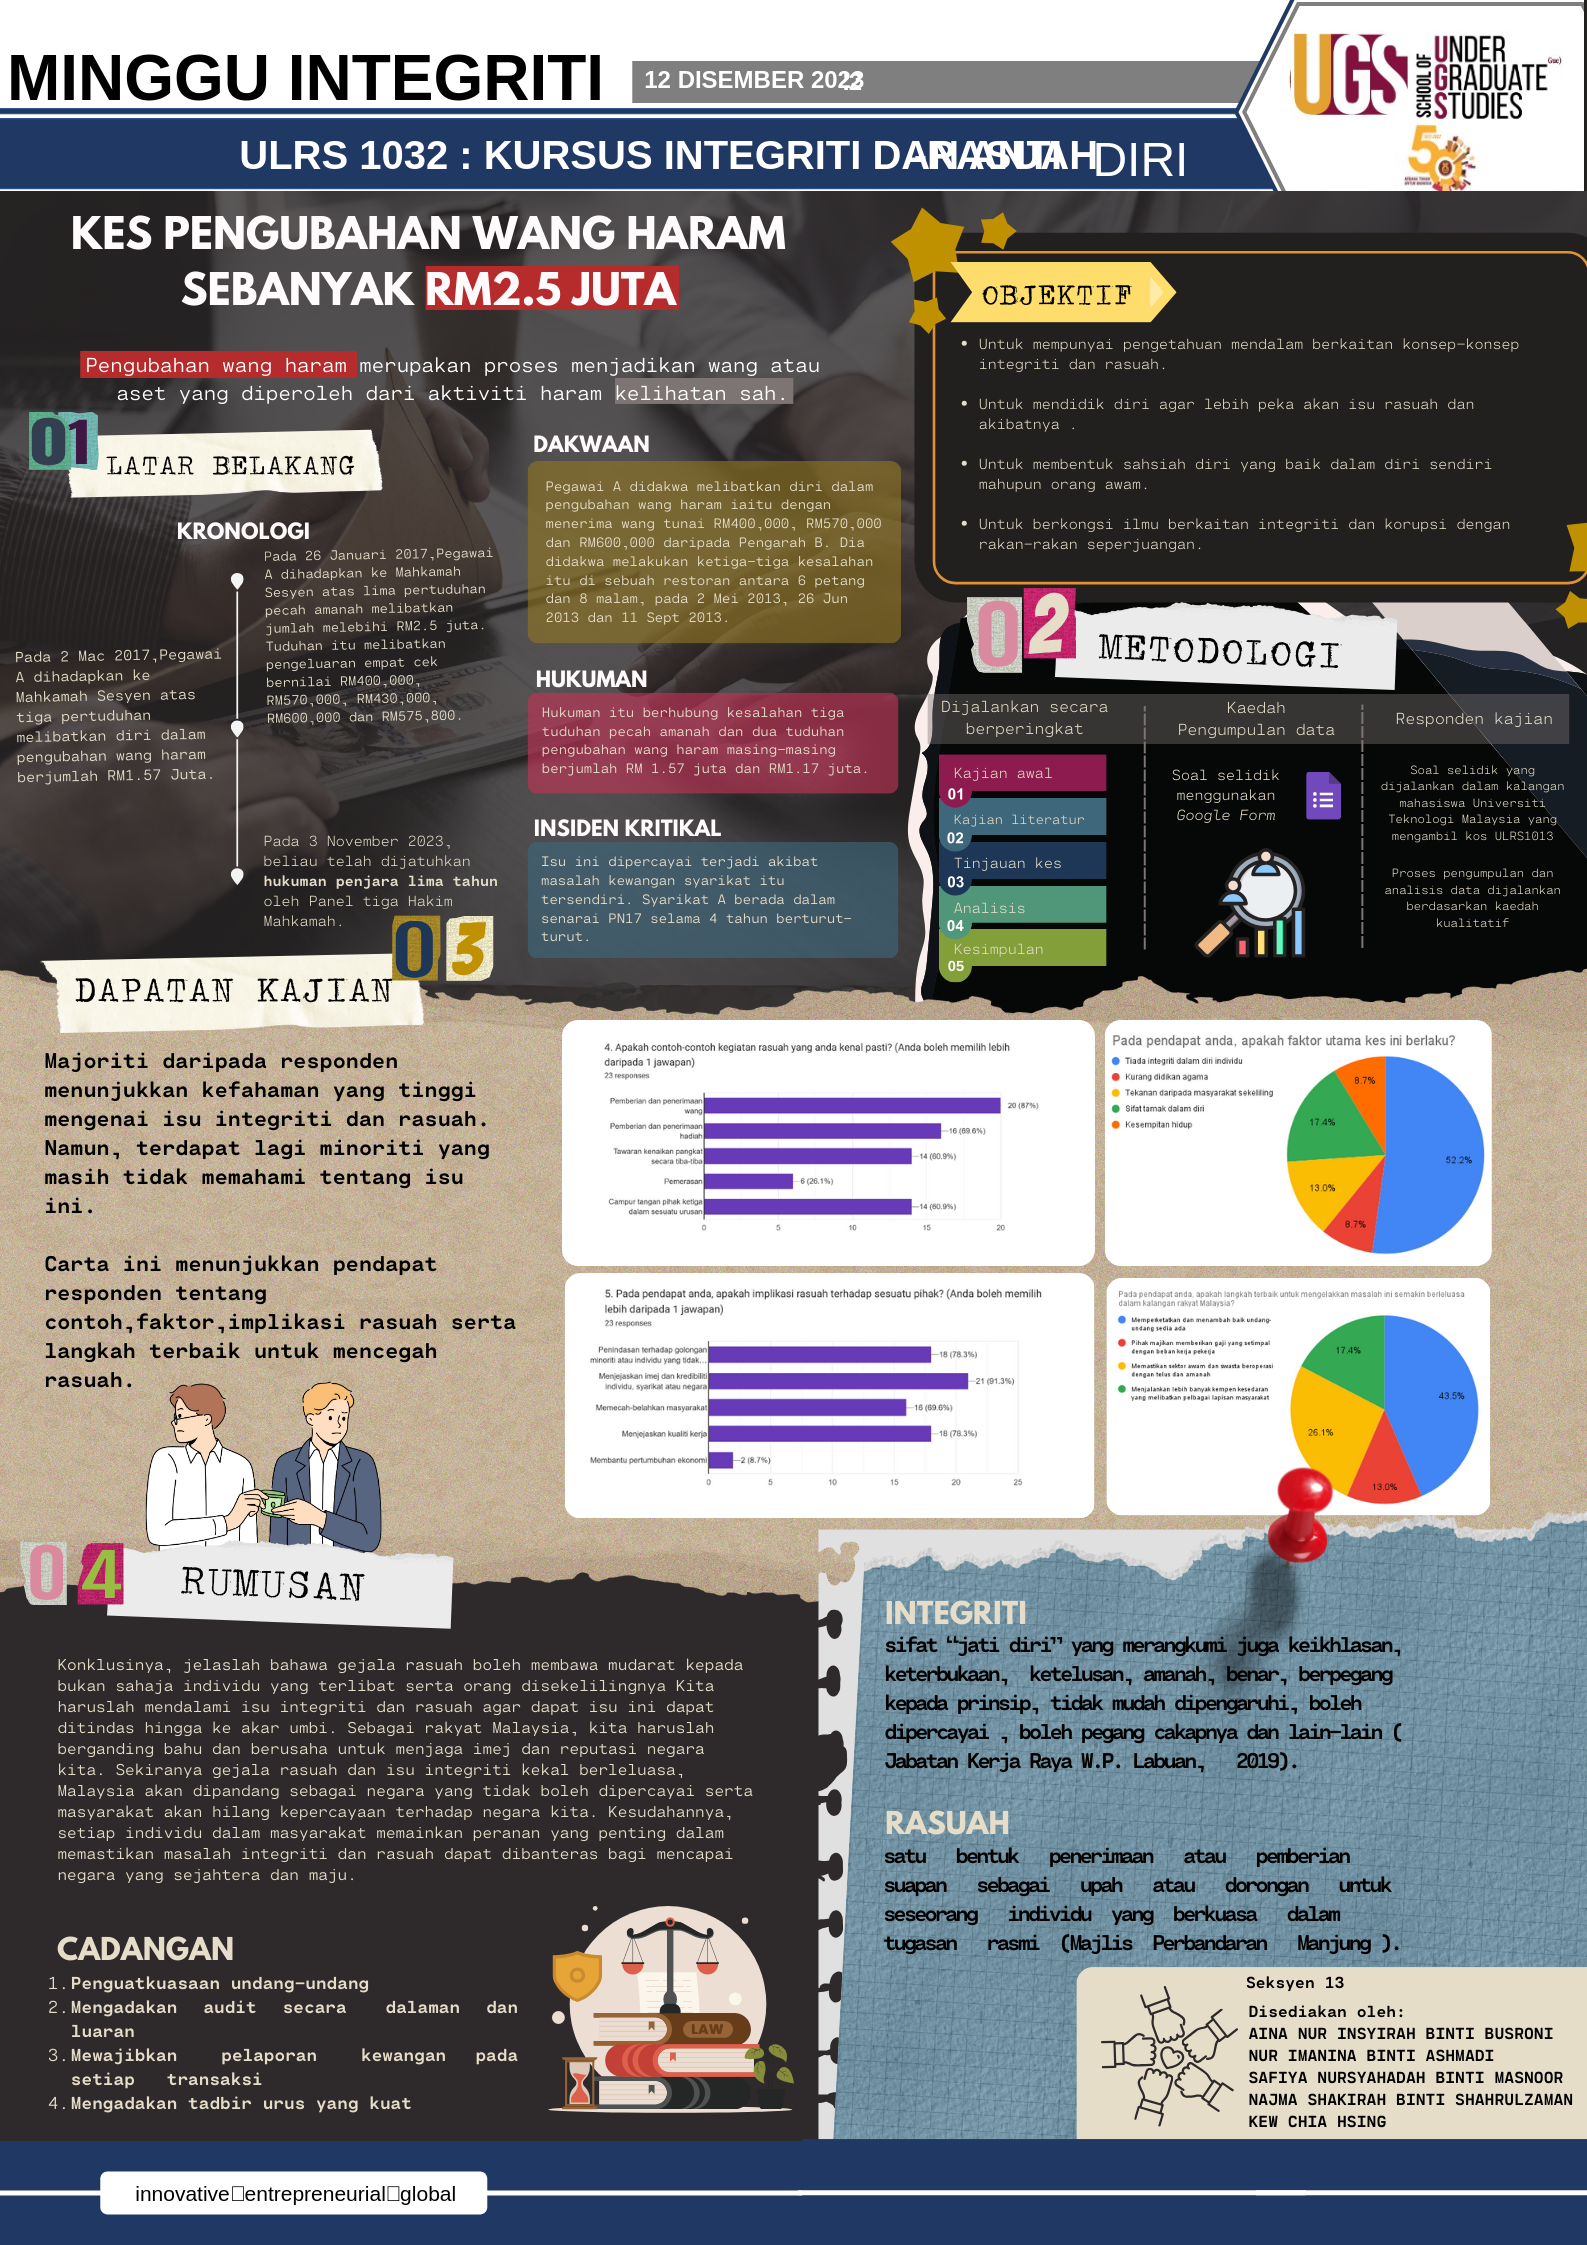 MINGGU INTEGRITI
12 DISEMBER 2023
UGS
SCHOOL OF
UNDER
GRADUATE
STUDIES
ULRS 1032 : KURSUS INTEGRITI DAN RASUAH
DIRI
KES PENGUBAHAN WANG HARAM
SEBANYAK RM2.5 JUTA
Pengubahan wang haram merupakan proses menjadikan wang atau
aset yang diperoleh dari aktiviti haram kelihatan sah.
OBJEKTIF
• Untuk mempunyai pengetahuan mendalam berkaitan konsep-konsep
integriti dan rasuah.
• Untuk mendidik diri agar lebih peka akan isu rasuah dan
akibatnya .
• Untuk membentuk sahsiah diri yang baik dalam diri sendiri
mahupun orang awam.
• Untuk berkongsi ilmu berkaitan integriti dan korupsi dengan
rakan-rakan seperjuangan.
01
LATAR BELAKANG
KRONOLOGI
Pada 26 Januari 2017,Pegawai
A dihadapkan ke Mahkamah
Sesyen atas lima pertuduhan
pecah amanah melibatkan
jumlah melebihi RM2.5 juta.
Tuduhan itu melibatkan
pengeluaran empat cek
bernilai RM400,000,
RM570,000, RM430,000,
RM600,000 dan RM575,800.
Pada 2 Mac 2017,Pegawai
A dihadapkan ke
Mahkamah Sesyen atas
tiga pertuduhan
melibatkan diri dalam
pengubahan wang haram
berjumlah RM1.57 Juta.
Pada 3 November 2023,
beliau telah dijatuhkan
hukuman penjara lima tahun
oleh Panel tiga Hakim
Mahkamah.
DAKWAAN
Pegawai A didakwa melibatkan diri dalam
pengubahan wang haram iaitu dengan
menerima wang tunai RM400,000, RM570,000
dan RM600,000 daripada Pengarah B. Dia
didakwa melakukan ketiga-tiga kesalahan
itu di sebuah restoran antara 6 petang
dan 8 malam, pada 2 Mei 2013, 26 Jun
2013 dan 11 Sept 2013.
HUKUMAN
Hukuman itu berhubung kesalahan tiga
tuduhan pecah amanah dan dua tuduhan
pengubahan wang haram masing-masing
berjumlah RM 1.57 juta dan RM1.17 juta.
INSIDEN KRITIKAL
Isu ini dipercayai terjadi akibat
masalah kewangan syarikat itu
tersendiri. Syarikat A berada dalam
senarai PN17 selama 4 tahun berturut-
turut.
02
METODOLOGI
Dijalankan secara
berperingkat
Kajian awal
01
Kajian literatur
02
Tinjauan kes
03
Analisis
04
Kesimpulan
05
Kaedah
Pengumpulan data
Soal selidik
menggunakan
Google Form
Responden kajian
Soal selidik yang
dijalankan dalam kalangan
mahasiswa Universiti
Teknologi Malaysia yang
mengambil kos ULRS1013
Proses pengumpulan dan
analisis data dijalankan
berdasarkan kaedah
kualitatif
03
DAPATAN KAJIAN
Majoriti daripada responden
menunjukkan kefahaman yang tinggi
mengenai isu integriti dan rasuah.
Namun, terdapat lagi minoriti yang
masih tidak memahami tentang isu
ini.
Carta ini menunjukkan pendapat
responden tentang
contoh,faktor,implikasi rasuah serta
langkah terbaik untuk mencegah
rasuah.
4. Apakah contoh-contoh kegiatan rasuah yang anda kenal pasti? (Anda boleh memilih lebih
daripada 1 jawapan)
23 responses
Pemberian dan penerimaan
wang
20 (87%)
Pemberian dan penerimaan
hadiah
16 (69.6%)
Tawaran kenaikan pangkat
secara tiba-tiba
14 (60.9%)
Pemerasan
6 (26.1%)
Campur tangan pihak ketiga
dalam sesuatu urusan
14 (60.9%)
0 5 10 15 20
Pada pendapat anda, apakah faktor utama kes ini berlaku?
Tiada integriti dalam diri individu
Kurang didikan agama
Tekanan daripada masyarakat sekeliling
Sifat tamak dalam diri
Kesempitan hidup
8.7%
17.4%
52.2%
13.0%
8.7%
5. Pada pendapat anda, apakah implikasi rasuah terhadap sesuatu pihak? (Anda boleh memilih
lebih daripada 1 jawapan)
23 responses
Penindasan terhadap golongan
minoriti atau individu yang tidak...
18 (78.3%)
Menjejaskan imej dan kredibiliti
individu, syarikat atau negara
21 (91.3%)
Memecah-belahkan masyarakat
16 (69.6%)
Menjejaskan kualiti kerja
18 (78.3%)
Membantu pertumbuhan ekonomi
2 (8.7%)
0 5 10 15 20 25
Pada pendapat anda, apakah langkah terbaik untuk mengelakkan masalah ini semakin berleluasa
dalam kalangan rakyat Malaysia?
Memperketatkan dan menambah baik undang-
undang sedia ada
Pihak majikan memberikan gaji yang setimpal
dengan beban kerja pekerja
Memastikan sektor awam dan swasta beroperasi
dengan telus dan amanah
Menjalankan lebih banyak kempen kesedaran
yang melibatkan pelbagai lapisan masyarakat
17.4%
43.5%
26.1%
13.0%
04
RUMUSAN
Konklusinya, jelaslah bahawa gejala rasuah boleh membawa mudarat kepada
bukan sahaja individu yang terlibat serta orang disekelilingnya Kita
haruslah mendalami isu integriti dan rasuah agar dapat isu ini dapat
ditindas hingga ke akar umbi. Sebagai rakyat Malaysia, kita haruslah
berganding bahu dan berusaha untuk menjaga imej dan reputasi negara
kita. Sekiranya gejala rasuah dan isu integriti kekal berleluasa,
Malaysia akan dipandang sebagai negara yang tidak boleh dipercayai serta
masyarakat akan hilang kepercayaan terhadap negara kita. Kesudahannya,
setiap individu dalam masyarakat memainkan peranan yang penting dalam
memastikan masalah integriti dan rasuah dapat dibanteras bagi mencapai
negara yang sejahtera dan maju.
CADANGAN
1. Penguatkuasaan undang-undang
2. Mengadakan audit secara dalaman dan
luaran
3. Mewajibkan pelaporan kewangan pada
setiap transaksi
4. Mengadakan tadbir urus yang kuat
LAW
INTEGRITI
sifat “jati diri” yang merangkumi juga keikhlasan,
keterbukaan, ketelusan, amanah, benar, berpegang
kepada prinsip, tidak mudah dipengaruhi, boleh
dipercayai , boleh pegang cakapnya dan lain-lain (
Jabatan Kerja Raya W.P. Labuan, 2019).
RASUAH
satu bentuk penerimaan atau pemberian
suapan sebagai upah atau dorongan untuk
seseorang individu yang berkuasa dalam
tugasan rasmi (Majlis Perbandaran Manjung ).
Seksyen 13
Disediakan oleh:
AINA NUR INSYIRAH BINTI BUSRONI
NUR IMANINA BINTI ASHMADI
SAFIYA NURSYAHADAH BINTI MASNOOR
NAJMA SHAKIRAH BINTI SHAHRULZAMAN
KEW CHIA HSING
innovative□entrepreneurial□global